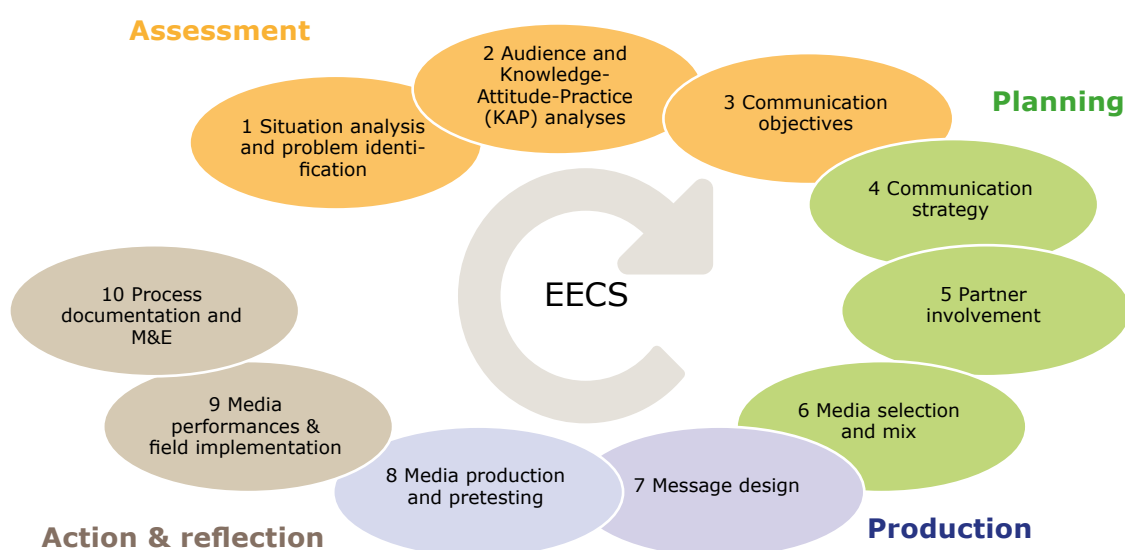 Assessment
1 Situation analysis
and problem identi-
fication
2 Audience and
Knowledge-
Attitude-Practice
(KAP) analyses
3 Communication
objectives
Planning
4 Communication
strategy
5 Partner
involvement
6 Media selection
and mix
EECS
7 Message design
Production
8 Media production
and pretesting
9 Media
performances &
field implementation
10 Process
documentation and
M&E
Action & reflection